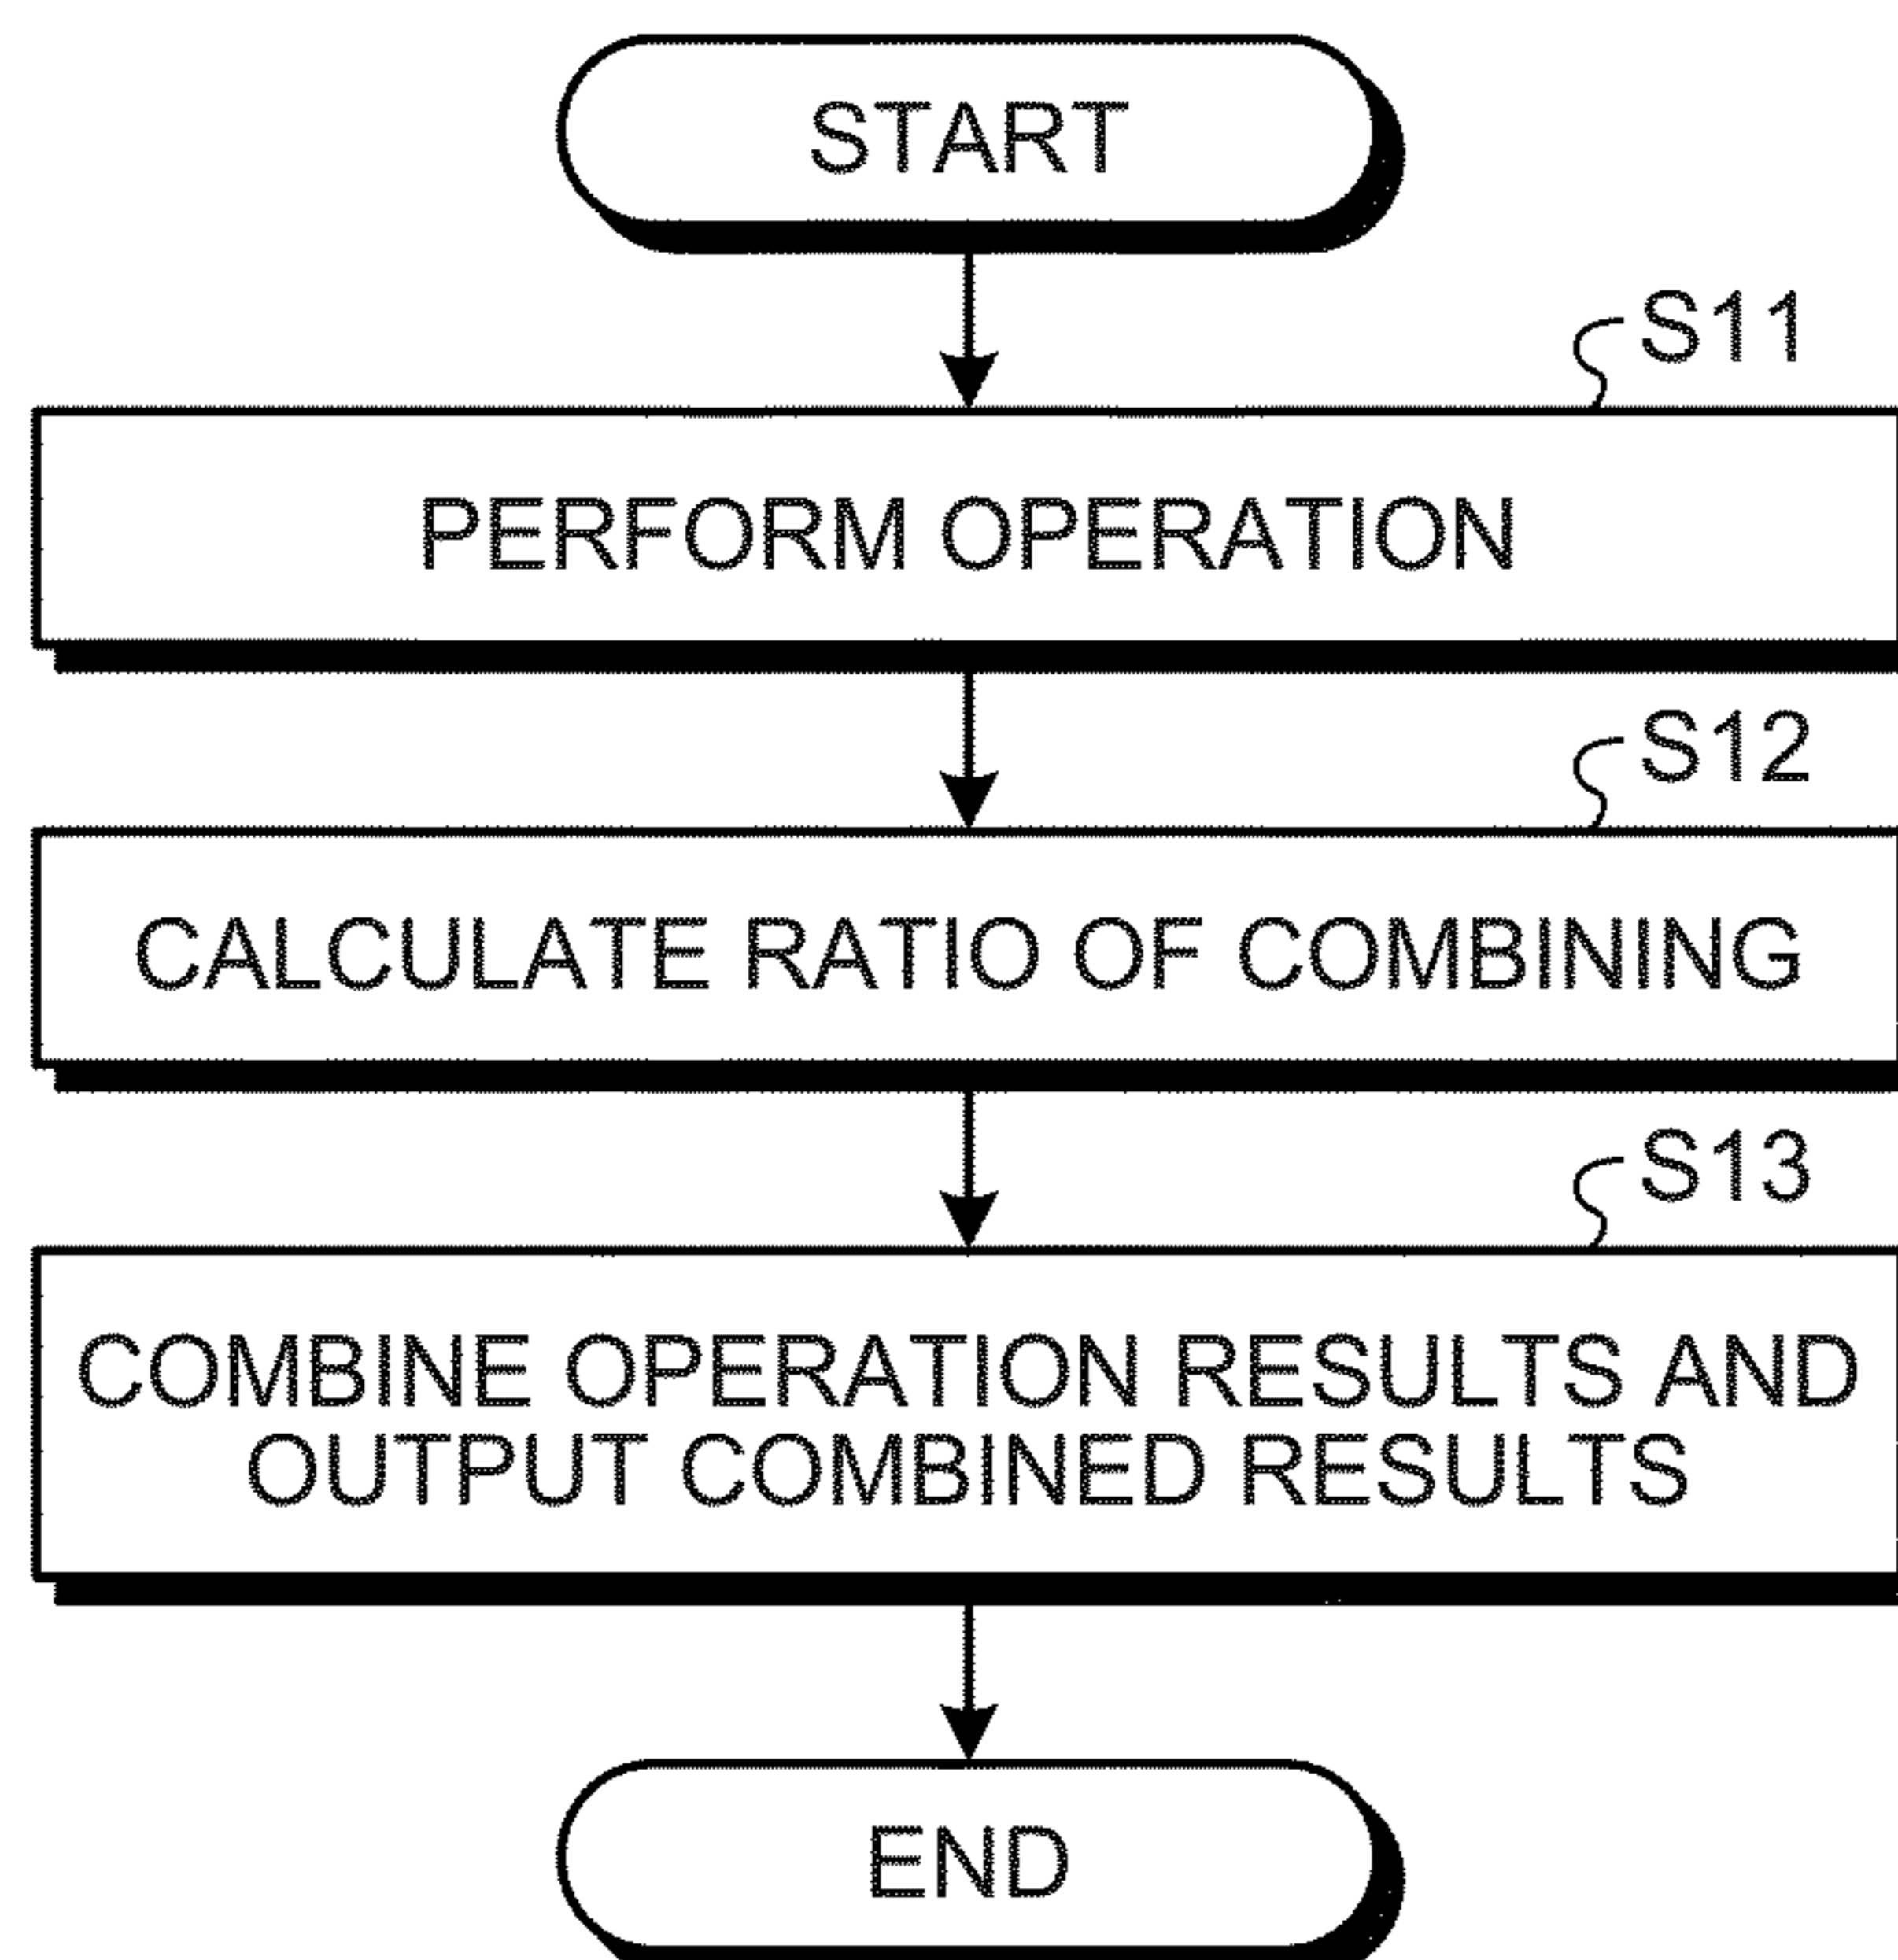 START
S11
PERFORM OPERATION
S12
CALCULATE RATIO OF COMBINING
S13
COMBINE OPERATION RESULTS AND
OUTPUT COMBINED RESULTS
END